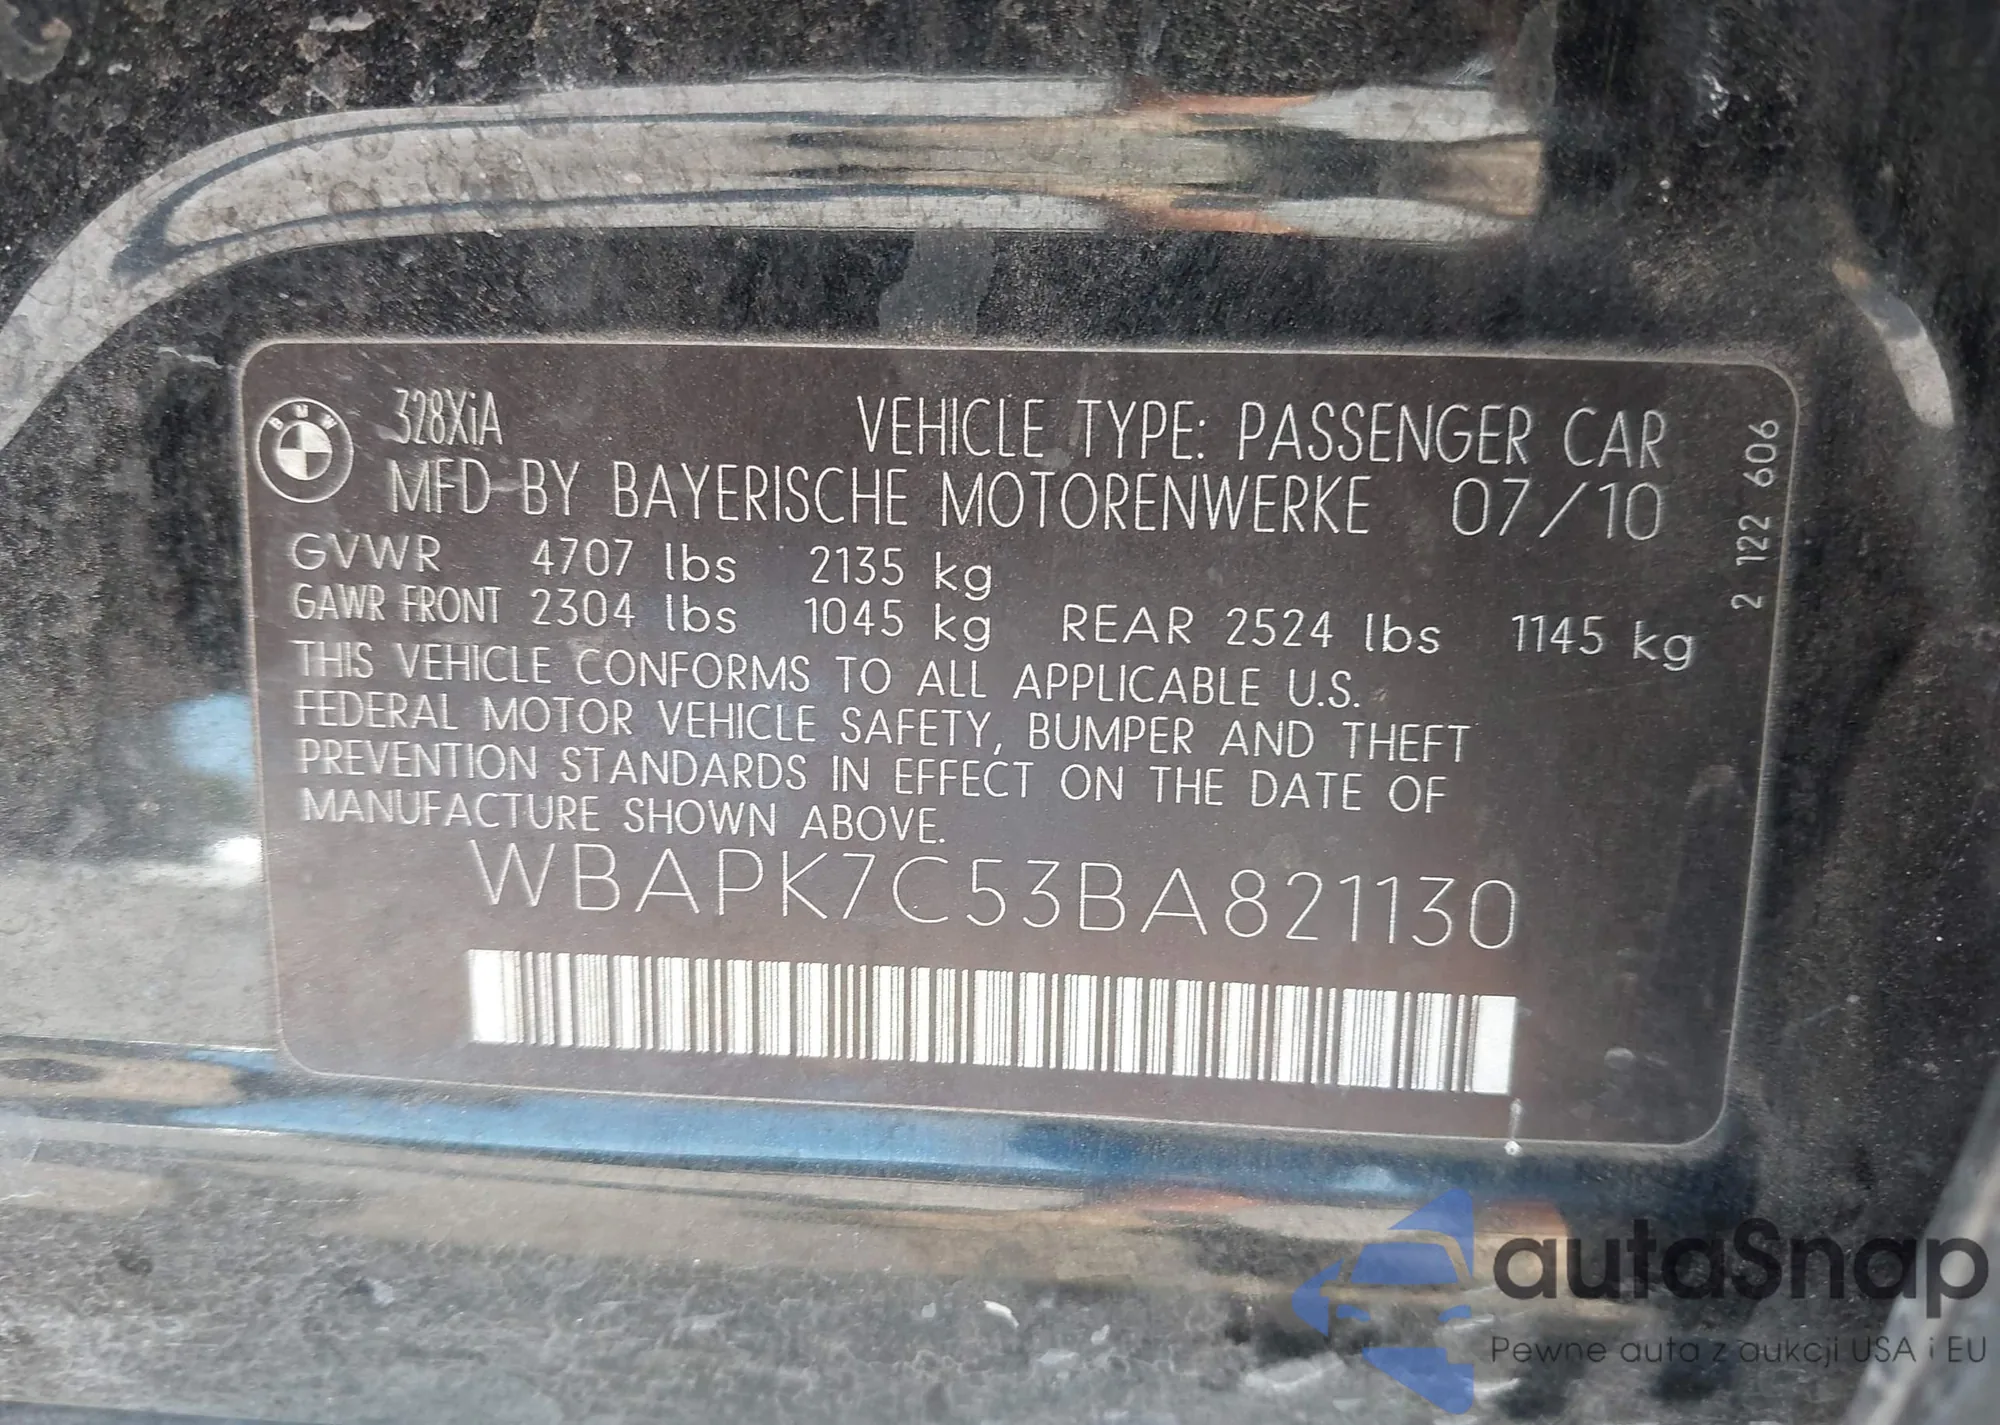 BMW
328XiA
VEHICLE TYPE: PASSENGER CAR
MFD BY BAYERISCHE MOTORENWERKE 07/10
GVWR 4707 lbs 2135 kg
GAWR FRONT 2304 lbs 1045 kg REAR 2524 lbs 1145 kg
THIS VEHICLE CONFORMS TO ALL APPLICABLE U.S.
FEDERAL MOTOR VEHICLE SAFETY, BUMPER AND THEFT
PREVENTION STANDARDS IN EFFECT ON THE DATE OF
MANUFACTURE SHOWN ABOVE.
WBAPK7C53BA821130
2 122 606
autaSnap
Pewne auta z aukcji USA i EU